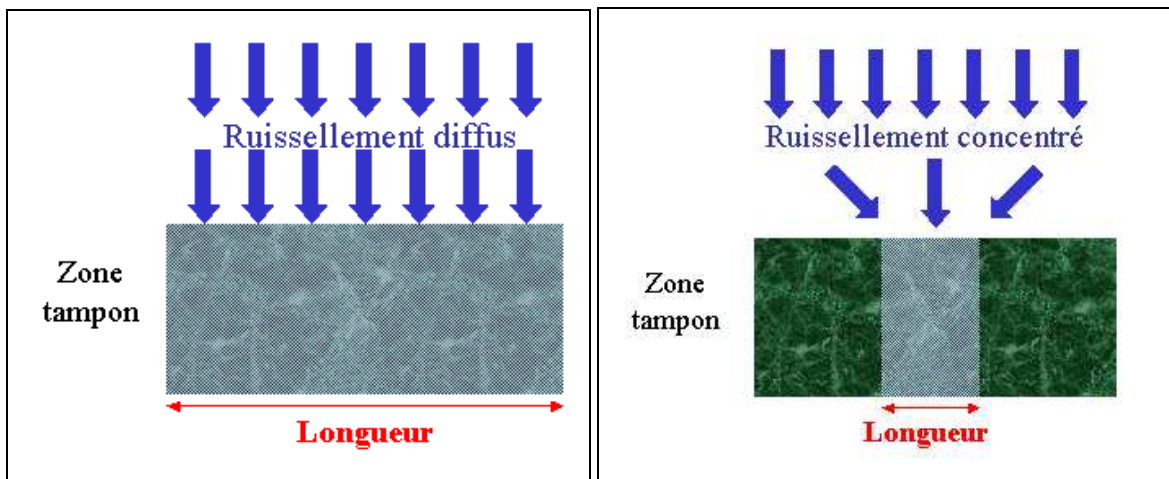 Ruissellement diffus
Zone
tampon
Longueur
Ruissellement concentré
Zone
tampon
Longueur